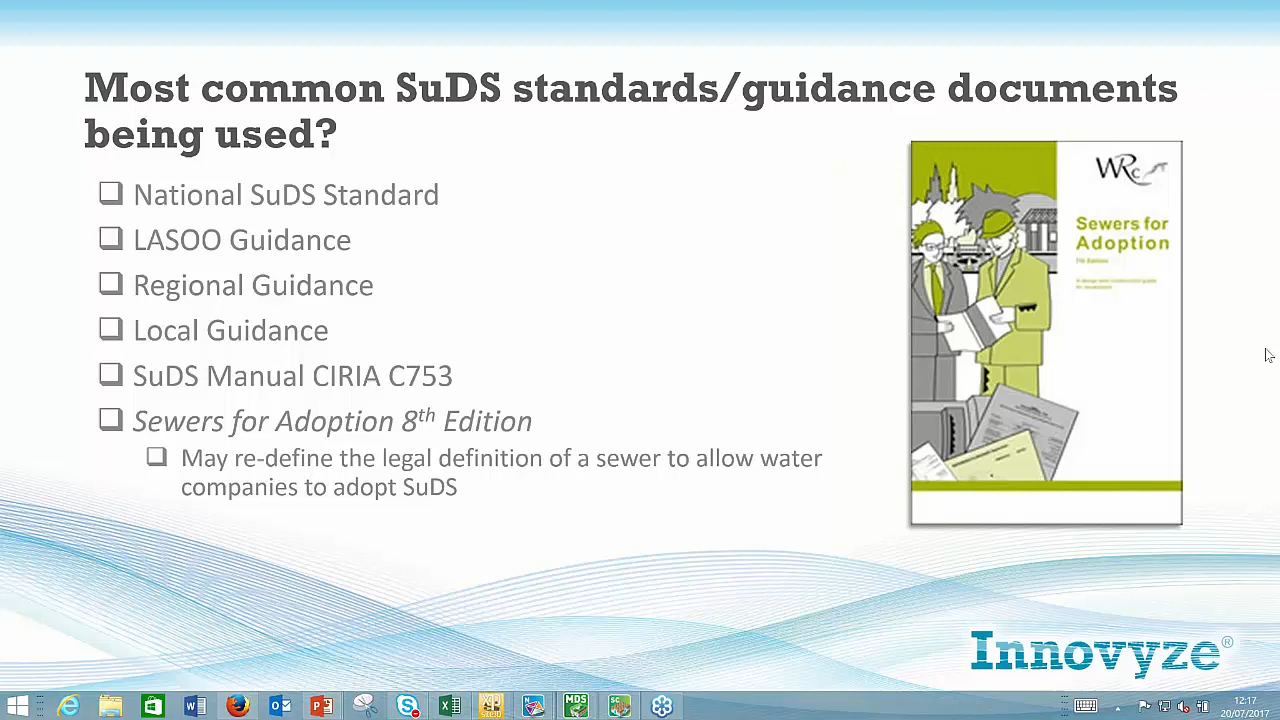 Most common SuDS standards/guidance documents
being used?
❑ National SuDS Standard
❑ LASOO Guidance
❑ Regional Guidance
❑ Local Guidance
❑ SuDS Manual CIRIA C753
❑ Sewers for Adoption 8th Edition
❑ May re-define the legal definition of a sewer to allow water
companies to adopt SuDS
WRc
Sewers for
Adoption
7th Edition
Innovyze®
12:17
20/07/2017